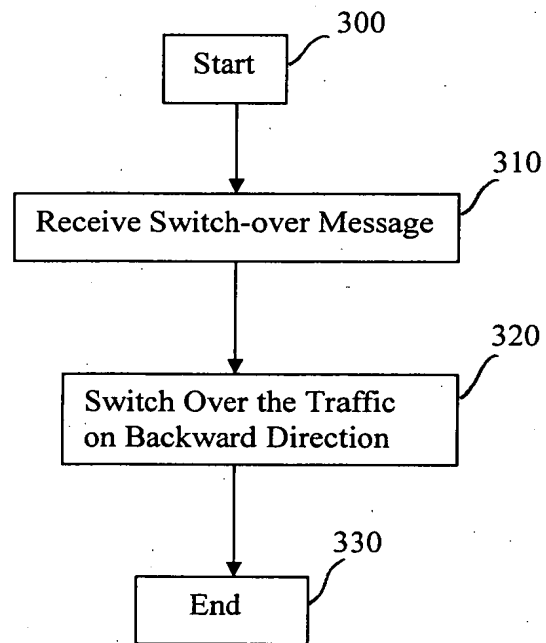 300
Start
310
Receive Switch-over Message
320
Switch Over the Traffic
on Backward Direction
330
End